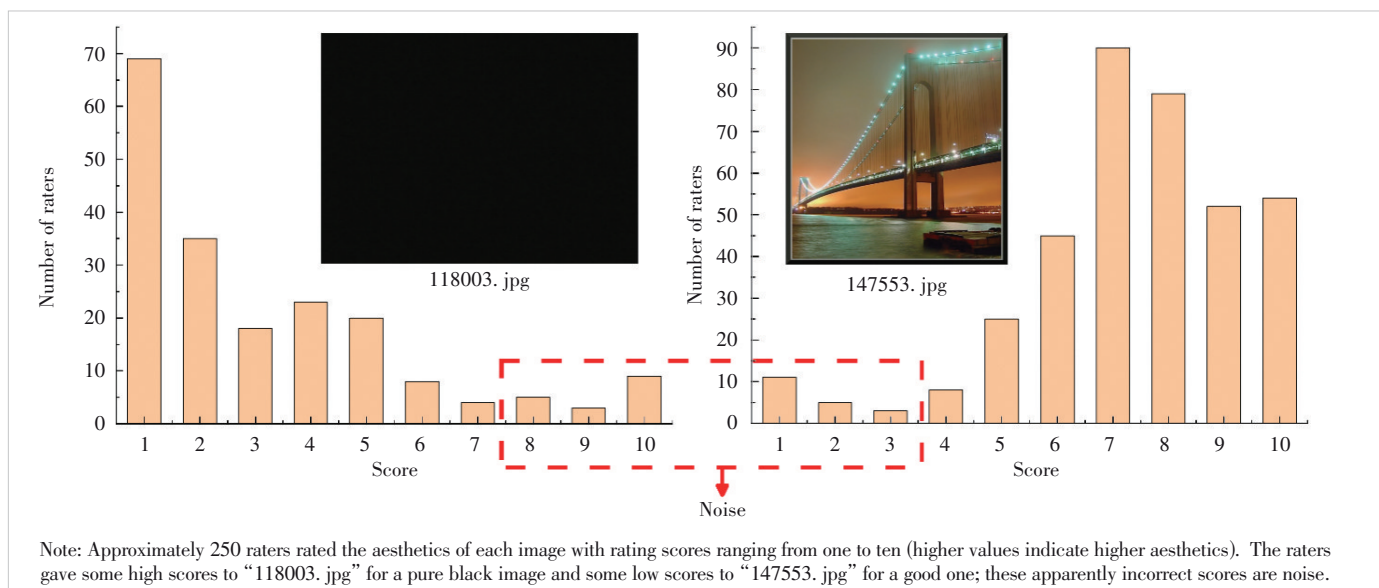 70
60
50
40
30
20
10
0
Number of raters
118003. jpg
1 2 3 4 5 6 7 8 9 10
Score
90
80
70
60
50
40
30
20
10
0
Number of raters
147553. jpg
1 2 3 4 5 6 7 8 9 10
Score
Noise
Note: Approximately 250 raters rated the aesthetics of each image with rating scores ranging from one to ten (higher values indicate higher aesthetics). The raters
gave some high scores to “118003. jpg” for a pure black image and some low scores to “147553. jpg” for a good one; these apparently incorrect scores are noise.